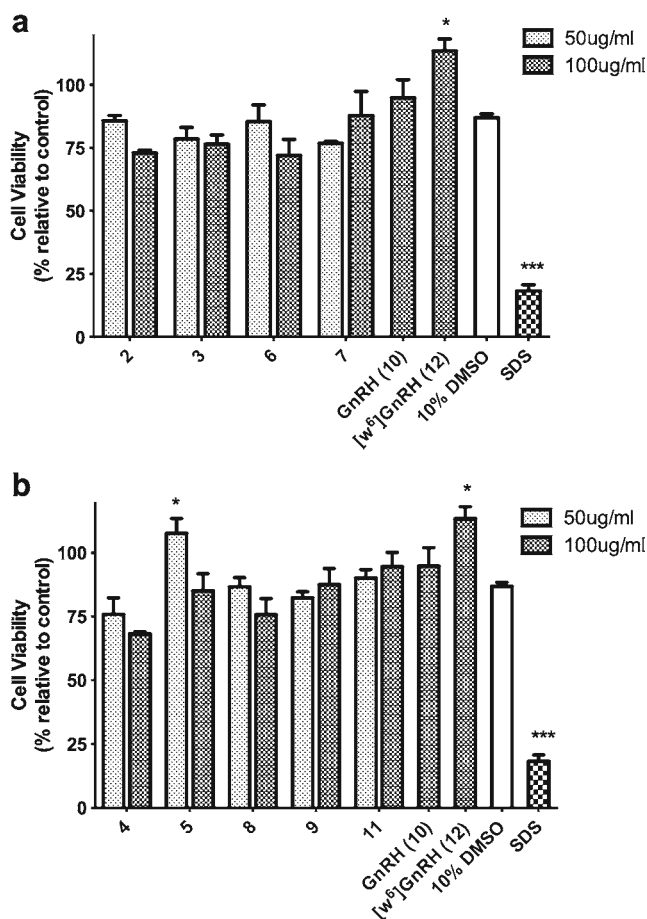 a
*
50ug/ml
100ug/ml
100
75
50
25
0
***
Cell Viability
(% relative to control)
2
3
6
7
GnRH (10)
[w⁶]GnRH (12)
10% DMSO
SDS
b
*
*
50ug/ml
100ug/ml
100
75
50
25
0
***
Cell Viability
(% relative to control)
4
5
8
9
11
GnRH (10)
[w⁶]GnRH (12)
10% DMSO
SDS